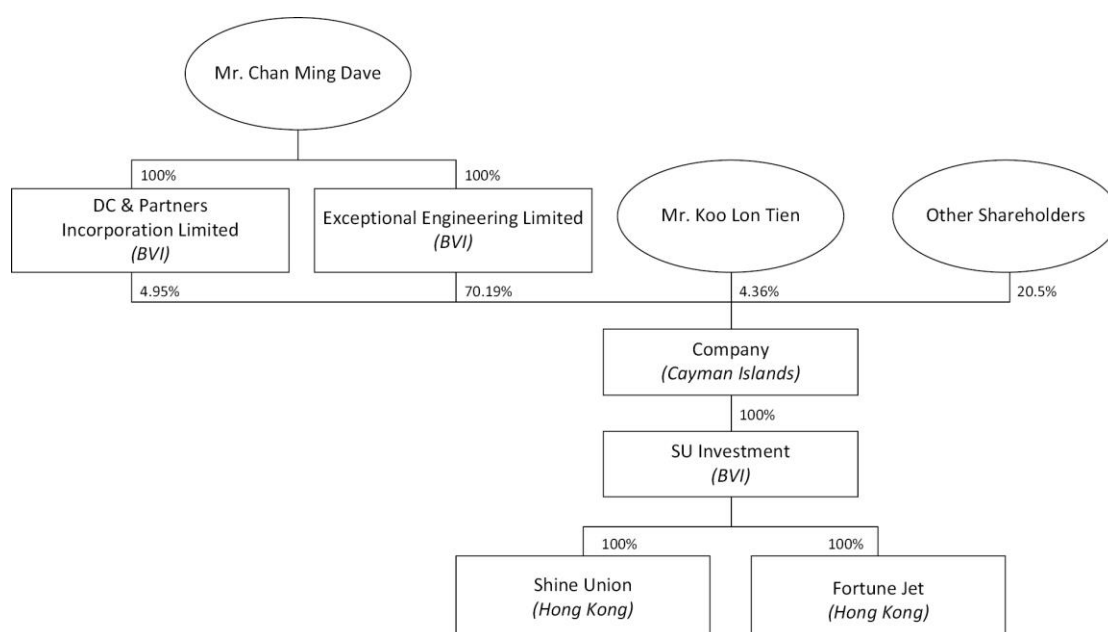 Mr. Chan Ming Dave
100%
100%
DC & Partners
Incorporation Limited
(BVI)
Exceptional Engineering Limited
(BVI)
Mr. Koo Lon Tien
Other Shareholders
4.95%
70.19%
4.36%
20.5%
Company
(Cayman Islands)
100%
SU Investment
(BVI)
100%
100%
Shine Union
(Hong Kong)
Fortune Jet
(Hong Kong)